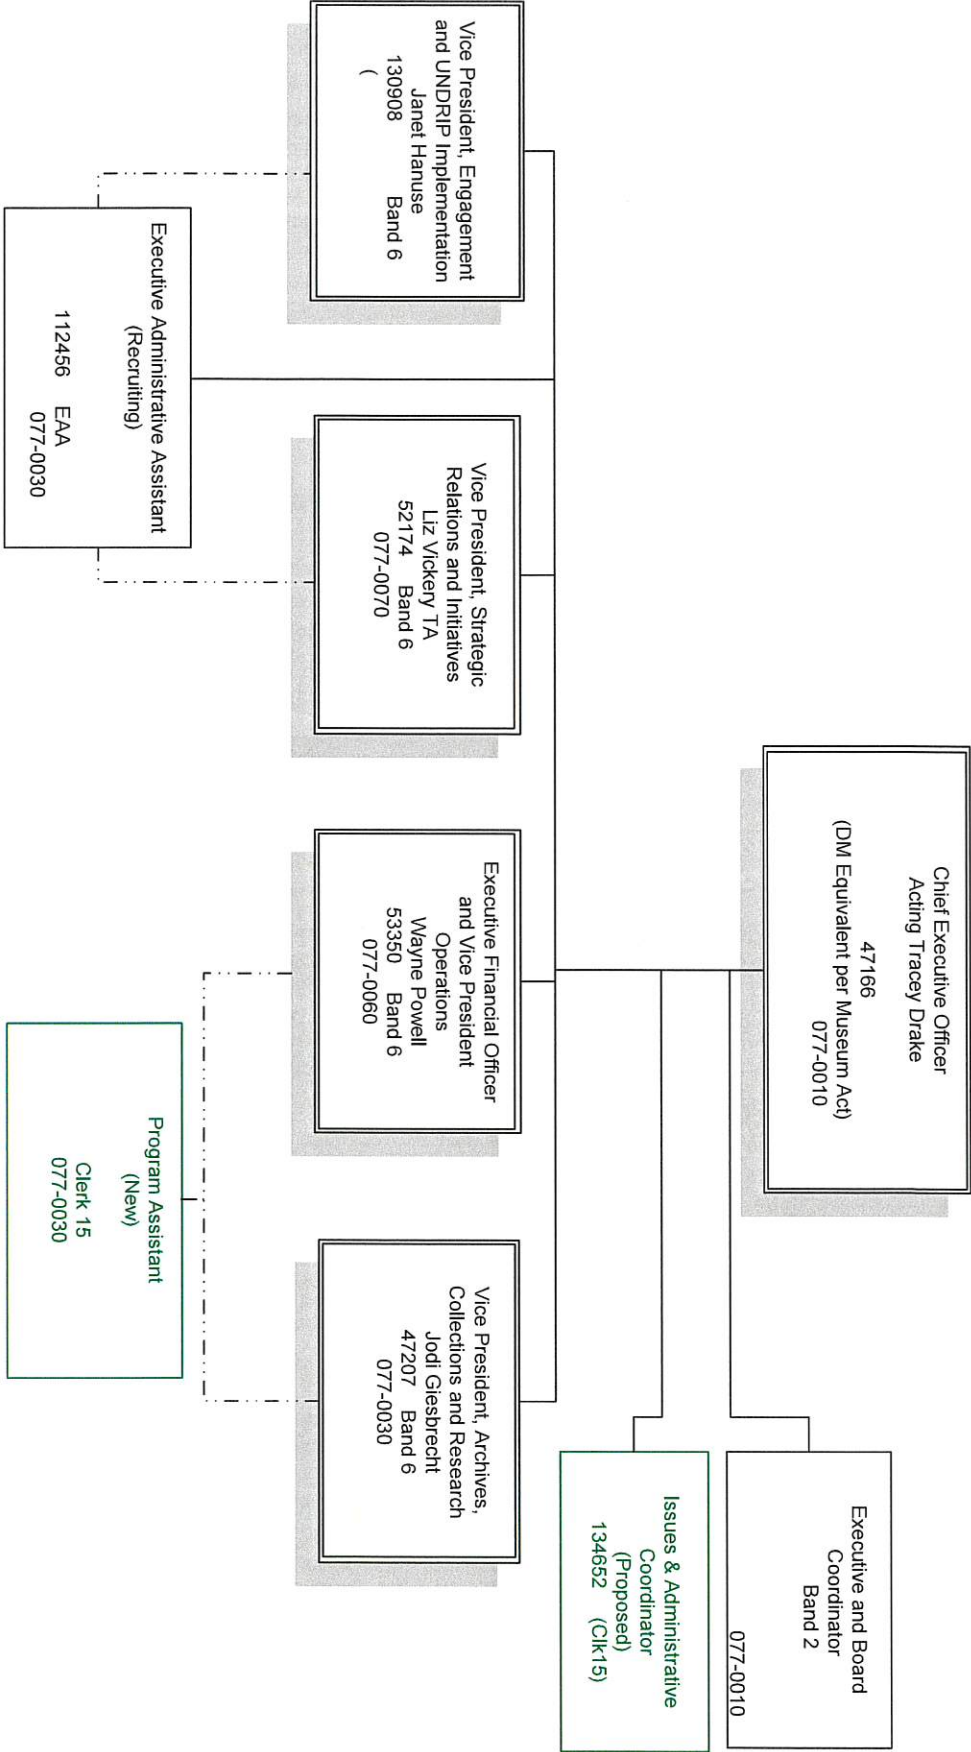 Chief Executive Officer
Acting Tracey Drake
47166
(DM Equivalent per Museum Act)
077-0010
Executive and Board
Coordinator
Band 2
077-0010
Issues & Administrative
Coordinator
(Proposed)
134652 (Clk15)
Vice President, Engagement
and UNDRIP Implementation
Janet Hanuse
130908 Band 6
(
Vice President, Strategic
Relations and Initiatives
Liz Vickery TA
52174 Band 6
077-0070
Executive Financial Officer
and Vice President
Operations
Wayne Powell
53350 Band 6
077-0060
Vice President, Archives,
Collections and Research
Jodi Giesbrecht
47207 Band 6
077-0030
Executive Administrative Assistant
(Recruiting)
112456 EAA
077-0030
Program Assistant
(New)
Clerk 15
077-0030